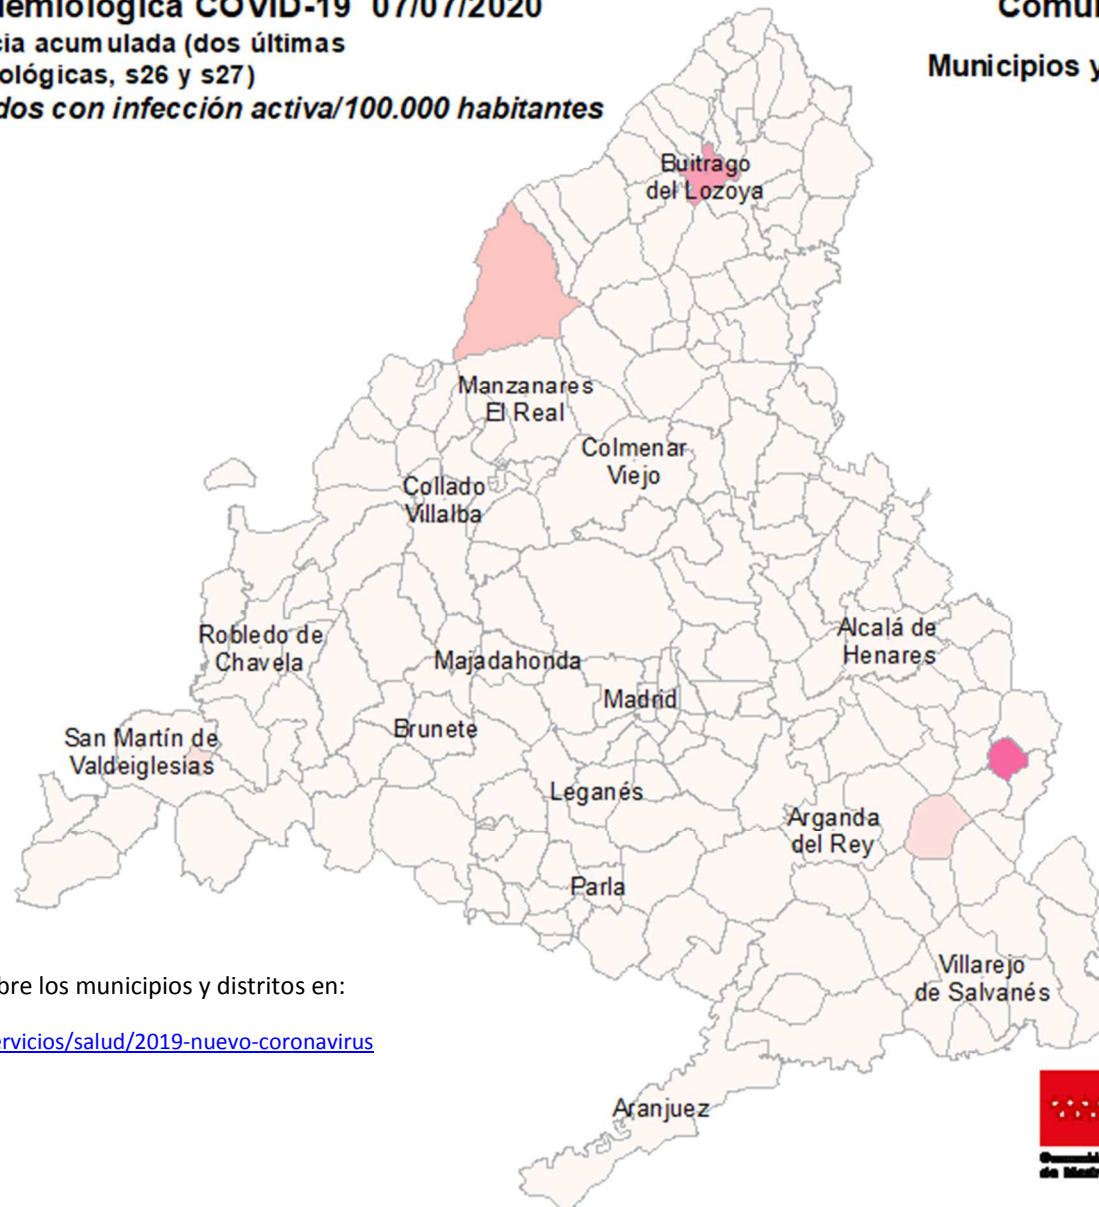 demiológica COVID-19 07/07/2020
cia acumulada (dos últimas
ológicas, s26 y s27)
dos con infección activa/100.000 habitantes
Comu
Municipios y
Buitrago
del Lozoya
Manzanares
El Real
Colmenar
Viejo
Collado
Villalba
Robledo de
Chavela
Majadahonda
Alcalá de
Henares
Madrid
San Martín de
Valdeiglesias
Brunete
Leganés
Arganda
del Rey
Parla
Villarejo
de Salvanés
bre los municipios y distritos en:
ervicios/salud/2019-nuevo-coronavirus
Aranjuez